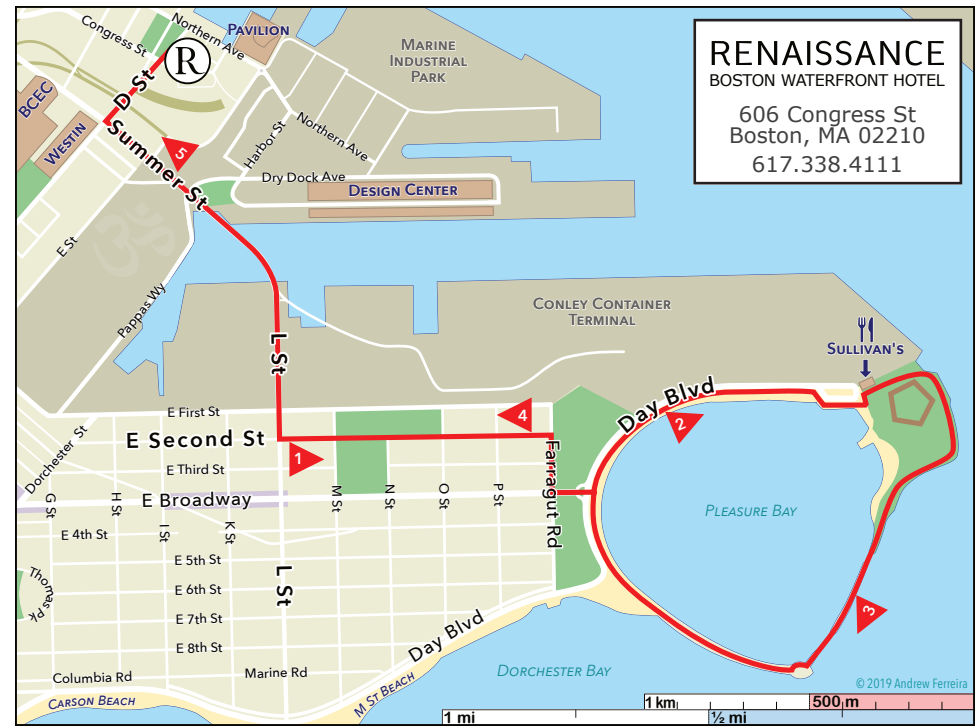 RENAISSANCE
BOSTON WATERFRONT HOTEL
606 Congress St
Boston, MA 02210
617.338.4111
Congress St
Northern Ave
PAVILION
R
D St
BCEC
WESTIN
MARINE
INDUSTRIAL
PARK
Summer St
5
Harbor St
Northern Ave
Dry Dock Ave
DESIGN CENTER
E St
ॐ
Pappas Wy
CONLEY CONTAINER
TERMINAL
SULLIVAN'S
L St
Day Blvd
E First St
4
2
E Second St
1
Dorchester St
E Third St
E Broadway
Farragut Rd
G St
H St
I St
K St
M St
N St
O St
P St
PLEASURE BAY
E 4th St
E 5th St
E 6th St
E 7th St
E 8th St
L St
Thomas Pk
3
Day Blvd
Columbia Rd
Marine Rd
CARSON BEACH
M ST BEACH
DORCHESTER BAY
© 2019 Andrew Ferreira
1 km
500 m
1 mi
½ mi